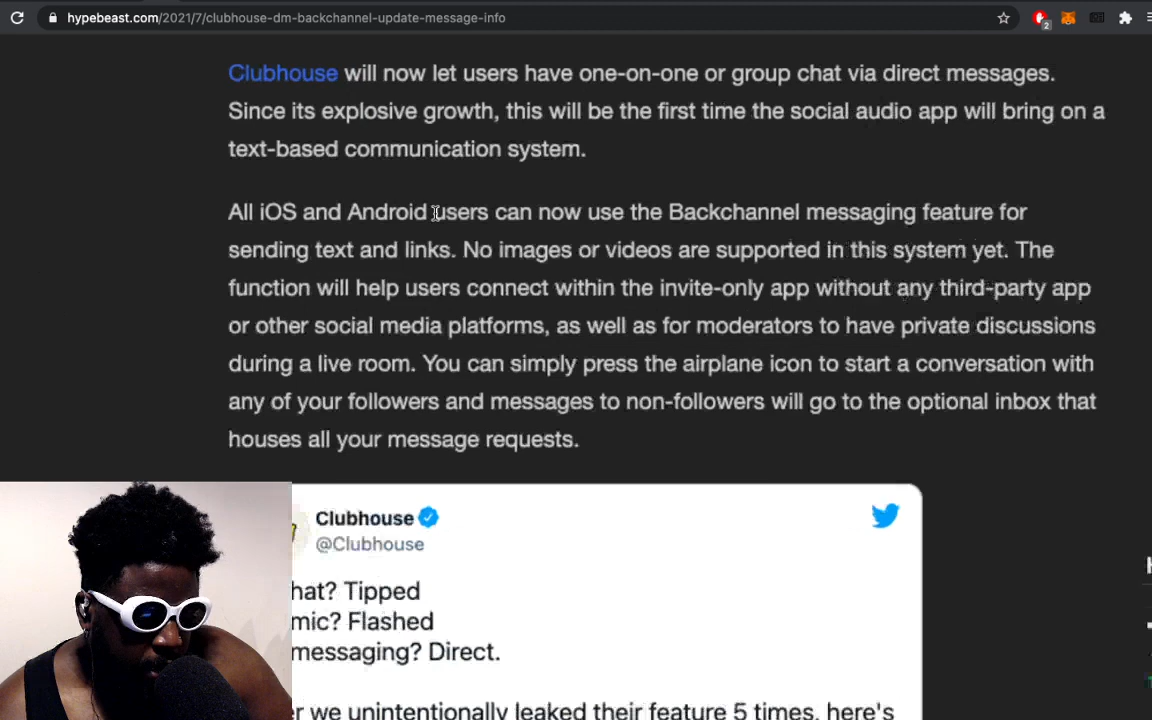 hypebeast.com/2021/7/clubhouse-dm-backchannel-update-message-info
2
Clubhouse will now let users have one-on-one or group chat via direct messages.
Since its explosive growth, this will be the first time the social audio app will bring on a
text-based communication system.
All iOS and Android users can now use the Backchannel messaging feature for
sending text and links. No images or videos are supported in this system yet. The
function will help users connect within the invite-only app without any third-party app
or other social media platforms, as well as for moderators to have private discussions
during a live room. You can simply press the airplane icon to start a conversation with
any of your followers and messages to non-followers will go to the optional inbox that
houses all your message requests.
Clubhouse
@Clubhouse
hat? Tipped
mic? Flashed
messaging? Direct.
r we unintentionally leaked their feature 5 times, here's